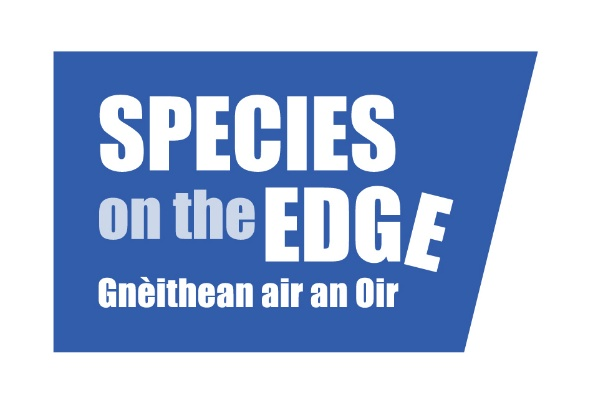 SPECIES
on the EDGE
Gnèithean air an Oir